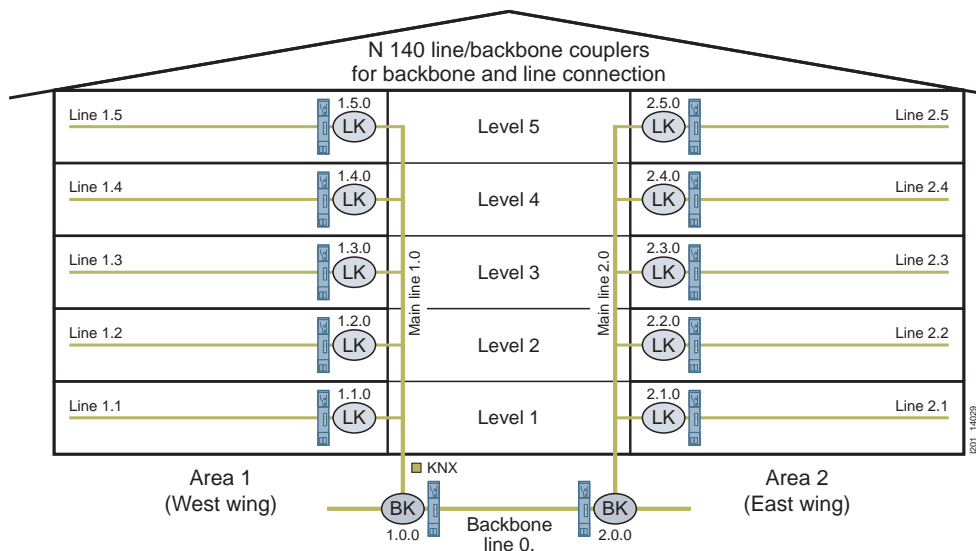 N 140 line/backbone couplers
for backbone and line connection
Line 1.5
1.5.0
LK
Level 5
2.5.0
LK
Line 2.5
Line 1.4
1.4.0
LK
Level 4
2.4.0
LK
Line 2.4
Line 1.3
1.3.0
LK
Main line 1.0
Level 3
Main line 2.0
2.3.0
LK
Line 2.3
Line 1.2
1.2.0
LK
Level 2
2.2.0
LK
Line 2.2
Line 1.1
1.1.0
LK
Level 1
2.1.0
LK
Line 2.1
I201_14029
Area 1
(West wing)
KNX
Area 2
(East wing)
BK
1.0.0
Backbone
line 0.
BK
2.0.0